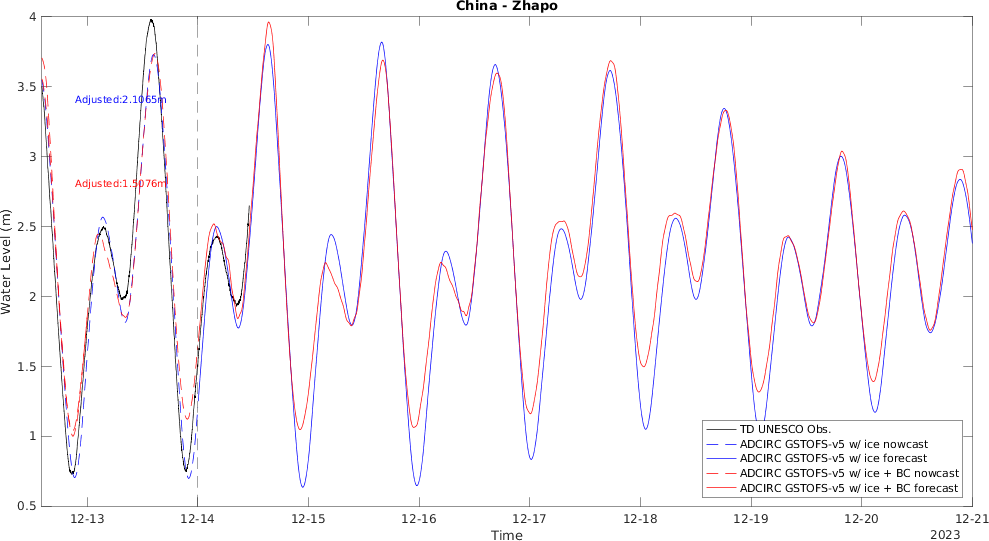 China - Zhapo
4
3.5
3
2.5
2
1.5
1
0.5
Water Level (m)
Adjusted:2.1065m
Adjusted:1.5076m
TD UNESCO Obs.
ADCIRC GSTOFS-v5 w/ ice nowcast
ADCIRC GSTOFS-v5 w/ ice forecast
ADCIRC GSTOFS-v5 w/ ice + BC nowcast
ADCIRC GSTOFS-v5 w/ ice + BC forecast
12-13 12-14 12-15 12-16 12-17 12-18 12-19 12-20 12-21
Time
2023